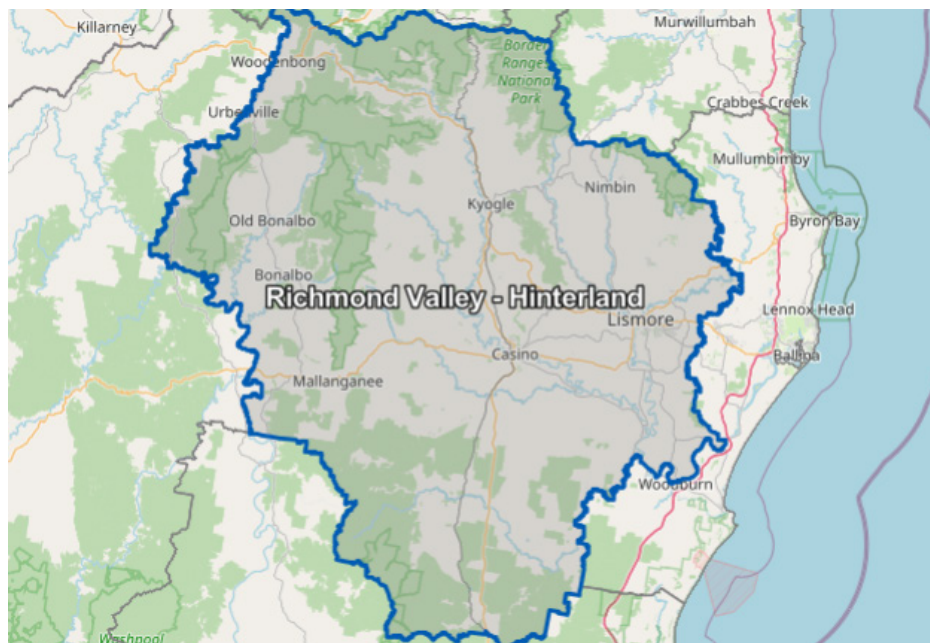 Killarney
Murwillumbah
Woodenbong
Border
Ranges
National
Park
Urbenville
Crabbes Creek
Mullumbimby
Nimbin
Kyogle
Old Bonalbo
Byron Bay
Bonalbo
Richmond Valley - Hinterland
Lennox Head
Lismore
Casino
Ballina
Mallanganee
Woodburn
Washpool